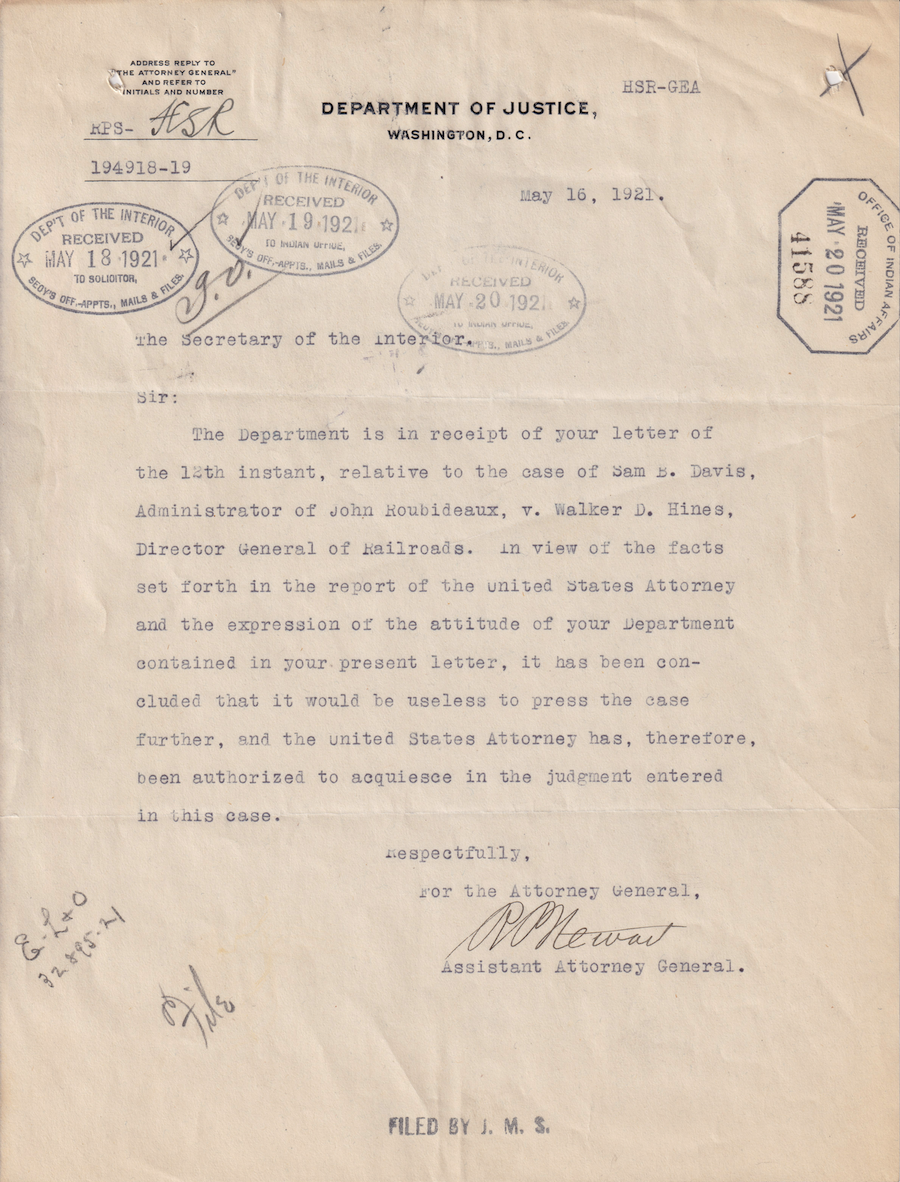 ADDRESS REPLY TO
"THE ATTORNEY GENERAL"
AND REFER TO
INITIALS AND NUMBER
RPS- HSR
194918-19
HSR-GEA
DEPARTMENT OF JUSTICE,
WASHINGTON, D. C.
May 16, 1921.
DEP'T OF THE INTERIOR
RECEIVED
MAY 18 1921
TO SOLICITOR,
SECY'S OFF.-APPTS., MAILS & FILES.
DEP'T OF THE INTERIOR
RECEIVED
MAY 19 1921
TO INDIAN OFFICE,
SECY'S OFF.-APPTS., MAILS & FILES.
DEP'T OF THE INTERIOR
RECEIVED
MAY 20 1921
TO INDIAN OFFICE,
SECY'S OFF.-APPTS., MAILS & FILES.
OFFICE OF INDIAN AFFAIRS
RECEIVED
MAY 20 1921
41588
The Secretary of the Interior.
Sir:
The Department is in receipt of your letter of
the 12th instant, relative to the case of Sam B. Davis,
Administrator of John Roubideaux, v. Walker D. Hines,
Director General of Railroads. In view of the facts
set forth in the report of the United States Attorney
and the expression of the attitude of your Department
contained in your present letter, it has been con-
cluded that it would be useless to press the case
further, and the United States Attorney has, therefore,
been authorized to acquiesce in the judgment entered
in this case.
Respectfully,
For the Attorney General,
Assistant Attorney General.
File
FILED BY J. M. S.